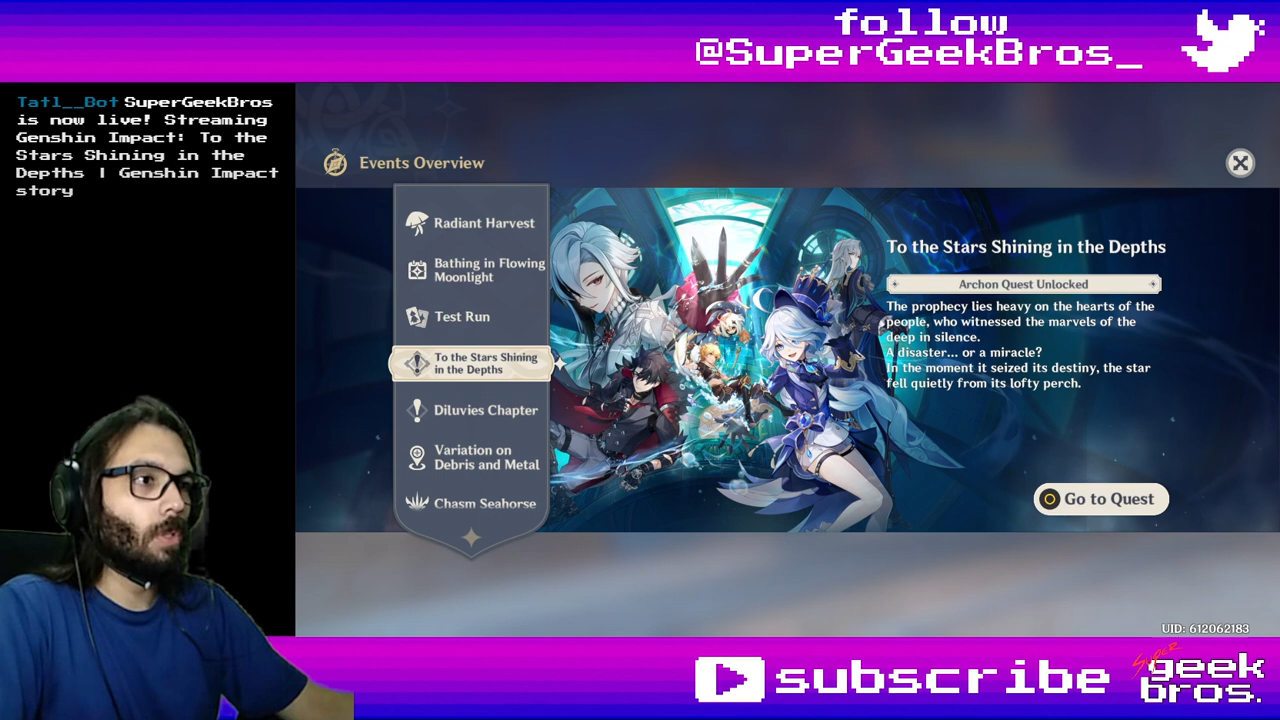 follow
@SuperGeekBros_
Tatl__Bot SuperGeekBros
is now live! Streaming
Genshin Impact: To the
Stars Shining in the
Depths | Genshin Impact
story
Events Overview
Radiant Harvest
Bathing in Flowing
Moonlight
Test Run
To the Stars Shining
in the Depths
Diluvies Chapter
Variation on
Debris and Metal
Chasm Seahorse
To the Stars Shining in the Depths
Archon Quest Unlocked
The prophecy lies heavy on the hearts of the
people, who witnessed the marvels of the
deep in silence.
A disaster... or a miracle?
In the moment it seized its destiny, the star
fell quietly from its lofty perch.
Go to Quest
UID: 612062183
subscribe
SUPER
geek
bros.